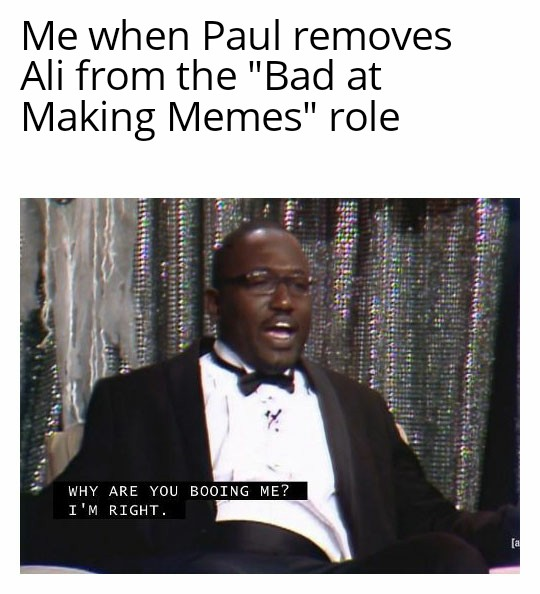 Me when Paul removes
Ali from the "Bad at
Making Memes" role
WHY ARE YOU BOOING ME?
I'M RIGHT.
[a